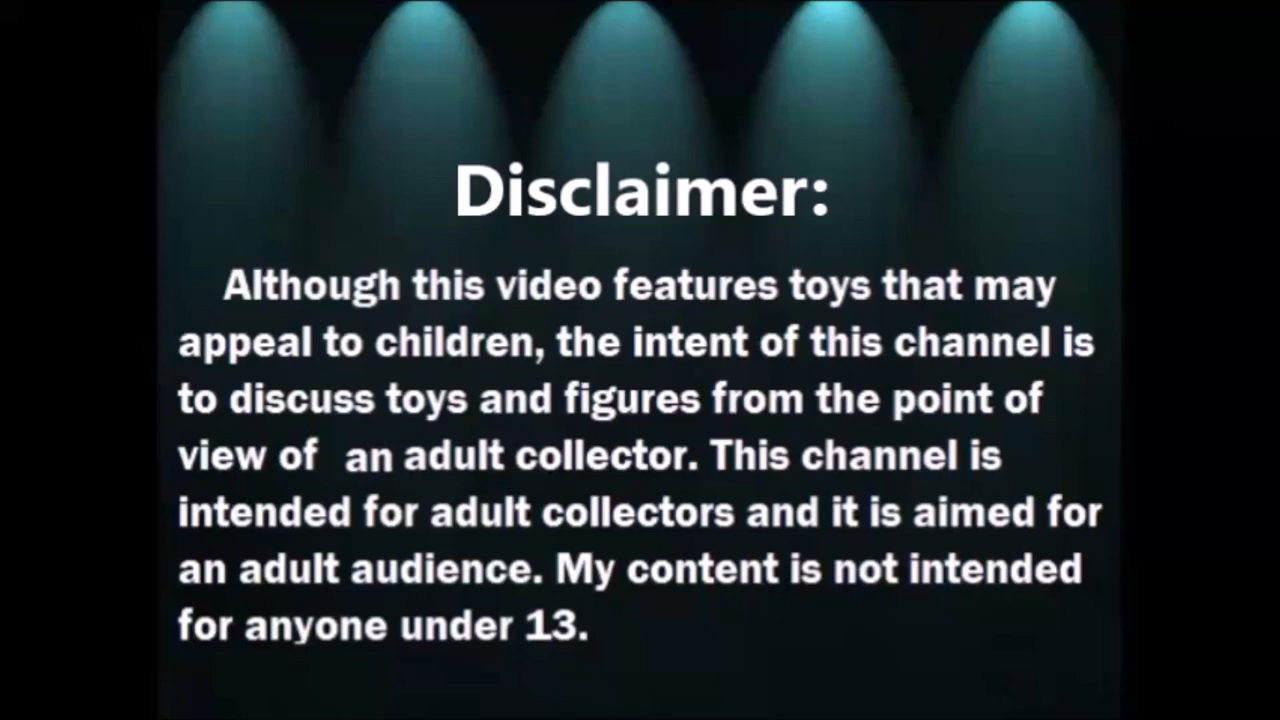 Disclaimer:
Although this video features toys that may
appeal to children, the intent of this channel is
to discuss toys and figures from the point of
view of an adult collector. This channel is
intended for adult collectors and it is aimed for
an adult audience. My content is not intended
for anyone under 13.